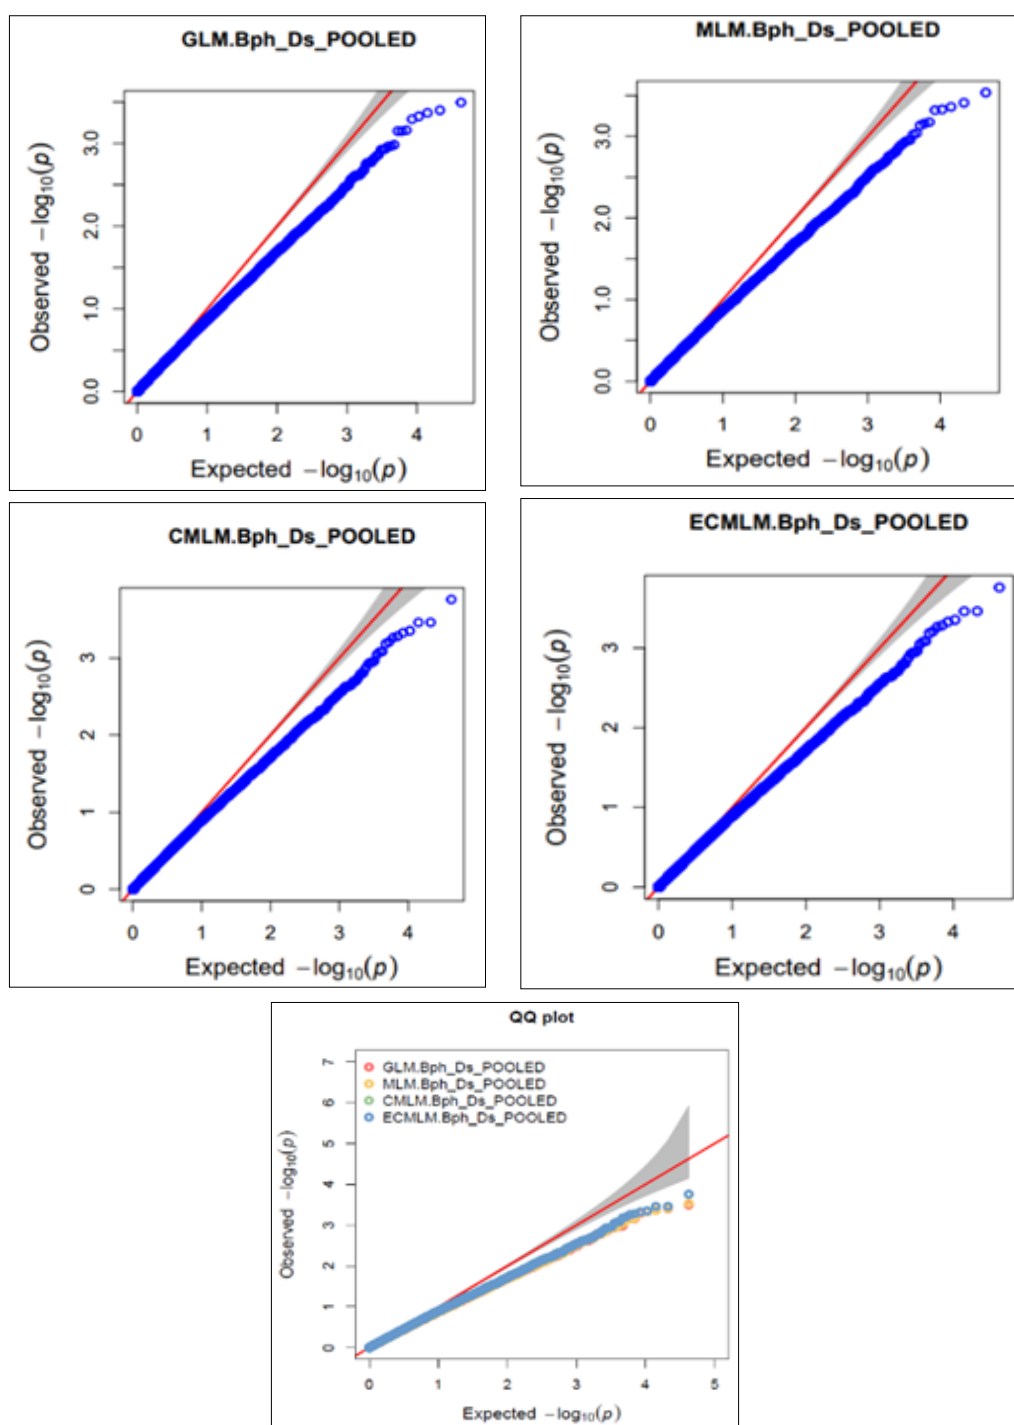 GLM.Bph_Ds_POOLED
Observed −log10(p)
3.0
2.0
1.0
0.0
0 1 2 3 4
Expected −log10(p)
MLM.Bph_Ds_POOLED
Observed −log10(p)
3.0
2.0
1.0
0.0
0 1 2 3 4
Expected −log10(p)
CMLM.Bph_Ds_POOLED
Observed −log10(p)
3
2
1
0
0 1 2 3 4
Expected −log10(p)
ECMLM.Bph_Ds_POOLED
Observed −log10(p)
3
2
1
0
0 1 2 3 4
Expected −log10(p)
QQ plot
Observed −log10(p)
7
6
5
4
3
2
1
0
GLM.Bph_Ds_POOLED
MLM.Bph_Ds_POOLED
CMLM.Bph_Ds_POOLED
ECMLM.Bph_Ds_POOLED
0 1 2 3 4 5
Expected −log10(p)